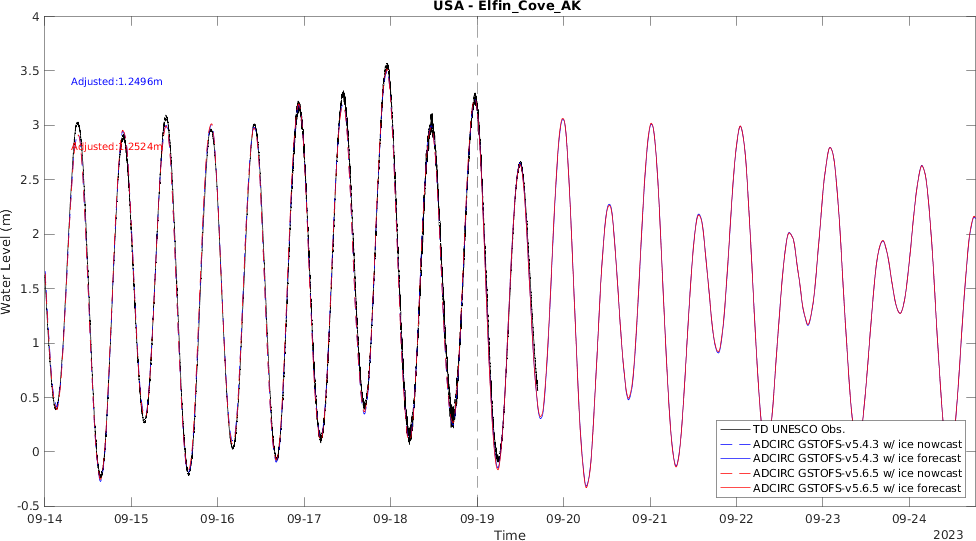 USA - Elfin_Cove_AK
4
3.5
3
2.5
2
1.5
1
0.5
0
-0.5
Water Level (m)
Adjusted:1.2496m
Adjusted:1.2524m
TD UNESCO Obs.
ADCIRC GSTOFS-v5.4.3 w/ ice nowcast
ADCIRC GSTOFS-v5.4.3 w/ ice forecast
ADCIRC GSTOFS-v5.6.5 w/ ice nowcast
ADCIRC GSTOFS-v5.6.5 w/ ice forecast
09-14 09-15 09-16 09-17 09-18 09-19 09-20 09-21 09-22 09-23 09-24
Time
2023